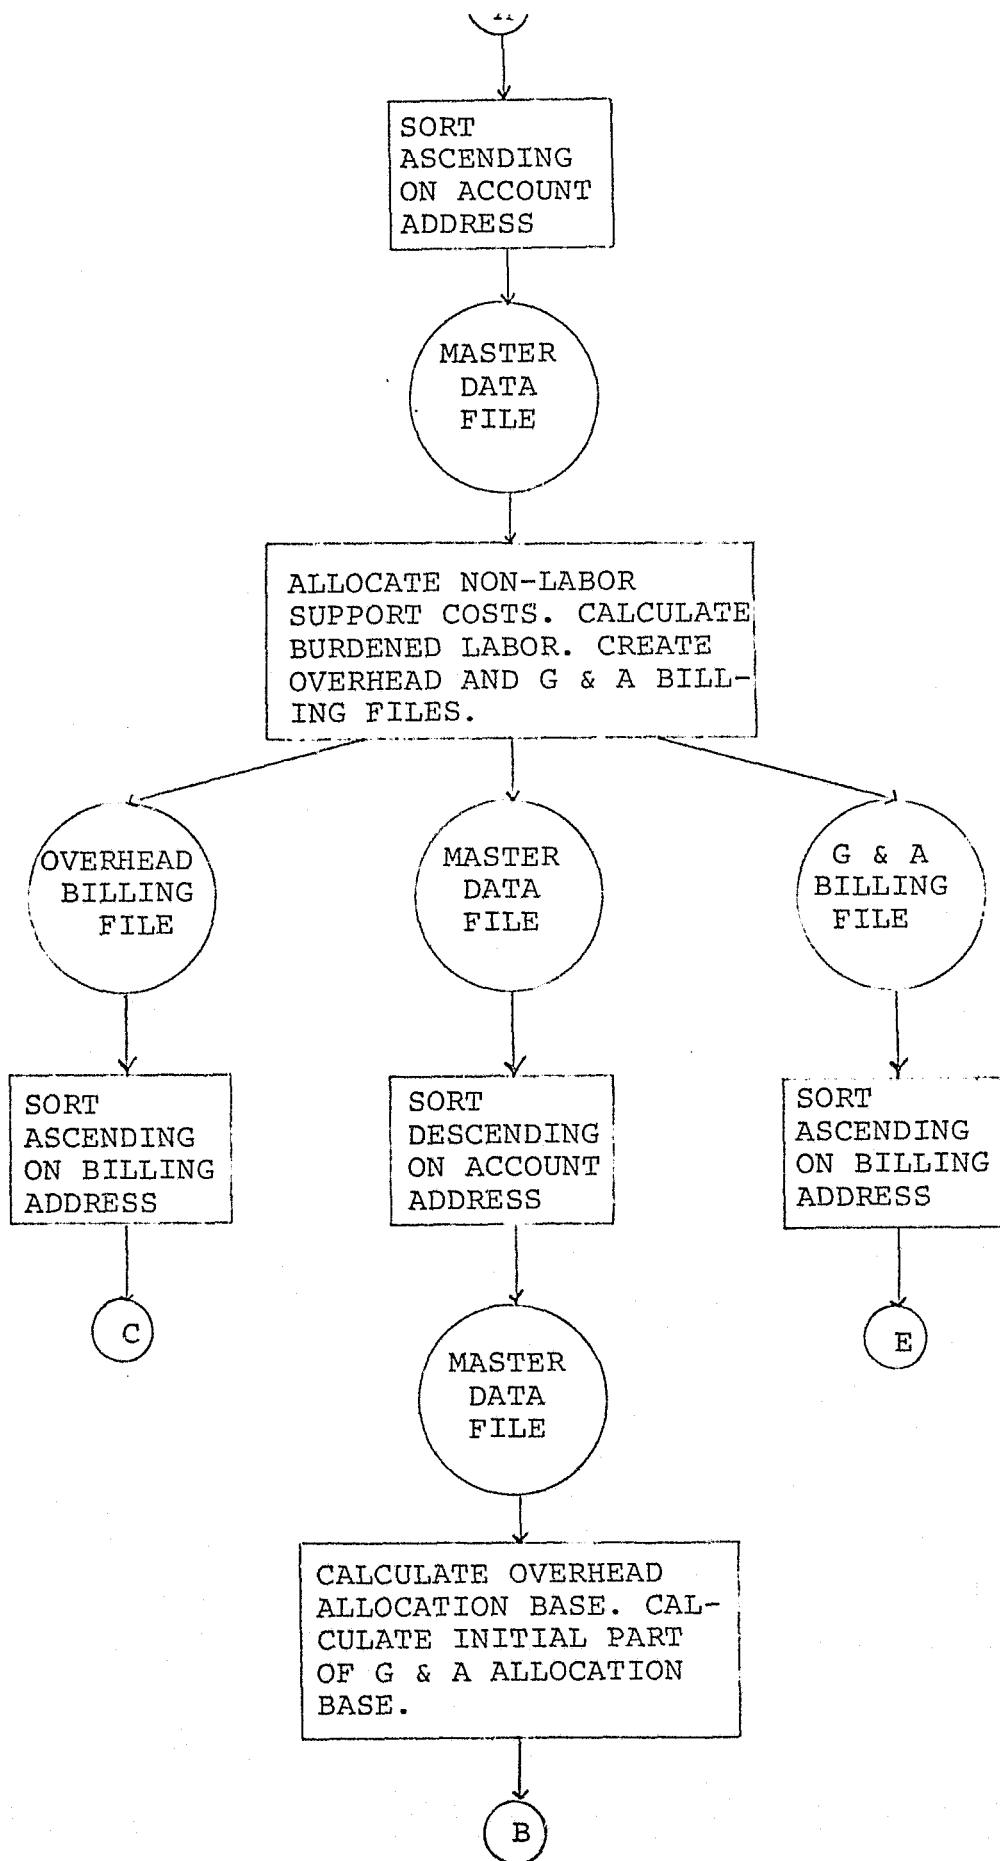 SORT
ASCENDING
ON ACCOUNT
ADDRESS
MASTER
DATA
FILE
ALLOCATE NON-LABOR
SUPPORT COSTS. CALCULATE
BURDENED LABOR. CREATE
OVERHEAD AND G & A BILL-
ING FILES.
OVERHEAD
BILLING
FILE
MASTER
DATA
FILE
G & A
BILLING
FILE
SORT
ASCENDING
ON BILLING
ADDRESS
SORT
DESCENDING
ON ACCOUNT
ADDRESS
SORT
ASCENDING
ON BILLING
ADDRESS
C
E
MASTER
DATA
FILE
CALCULATE OVERHEAD
ALLOCATION BASE. CAL-
CULATE INITIAL PART
OF G & A ALLOCATION
BASE.
B